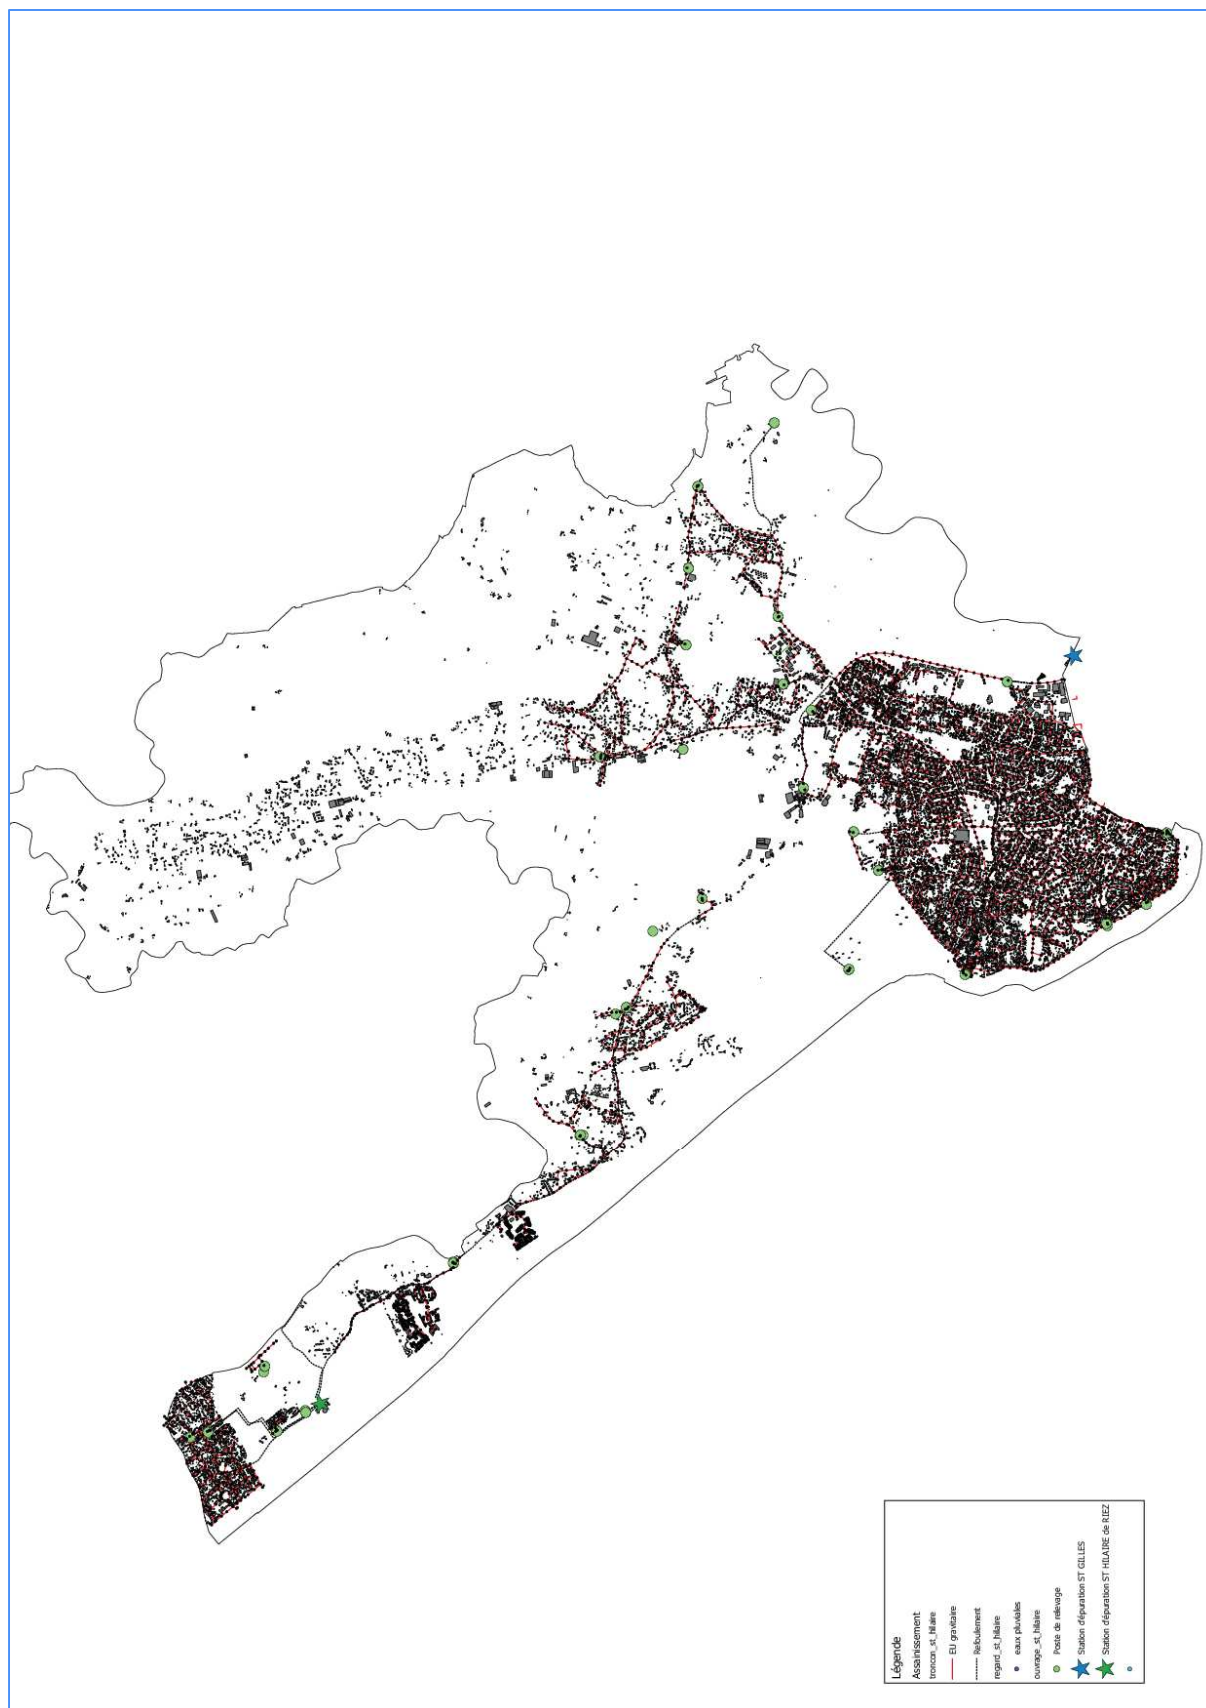 Légende
Assainissement
troncon_st_hilaire
EU gravitaire
Refoulement
regard_st_hilaire
eaux pluviales
ouvrage_st_hilaire
Poste de relevage
Station d'épuration ST GILLES
Station d'épuration ST HILAIRE de RIEZ